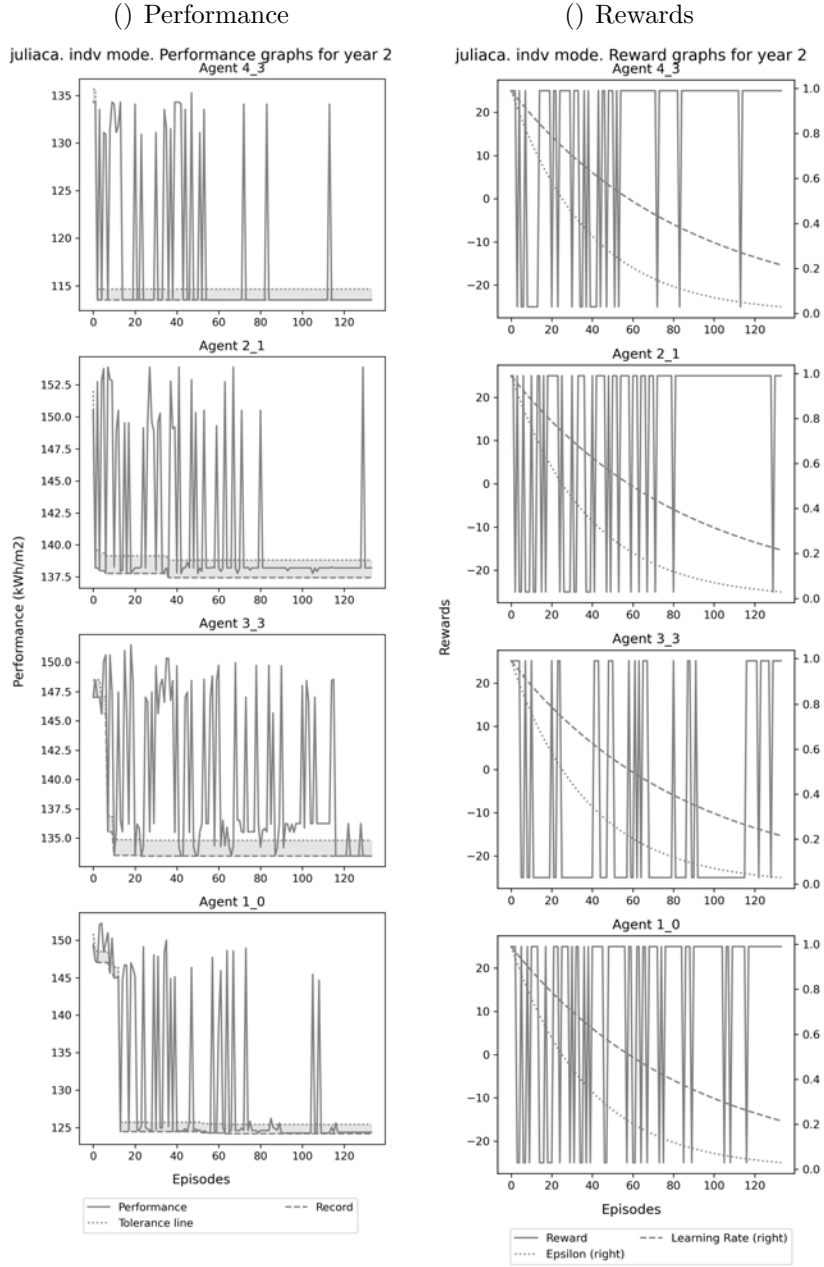 () Performance
juliaca. indv mode. Performance graphs for year 2
Agent 4_3
135
130
125
120
115
0 20 40 60 80 100 120
Agent 2_1
152.5
150.0
147.5
145.0
142.5
140.0
137.5
0 20 40 60 80 100 120
Agent 3_3
150.0
147.5
145.0
142.5
140.0
137.5
135.0
0 20 40 60 80 100 120
Agent 1_0
150
145
140
135
130
125
0 20 40 60 80 100 120
Performance (kWh/m2)
Episodes
Performance
Tolerance line
Record
() Rewards
juliaca. indv mode. Reward graphs for year 2
Agent 4_3
20
10
0
−10
−20
1.0
0.8
0.6
0.4
0.2
0.0
0 20 40 60 80 100 120
Agent 2_1
20
10
0
−10
−20
1.0
0.8
0.6
0.4
0.2
0.0
0 20 40 60 80 100 120
Agent 3_3
20
10
0
−10
−20
1.0
0.8
0.6
0.4
0.2
0.0
0 20 40 60 80 100 120
Agent 1_0
20
10
0
−10
−20
1.0
0.8
0.6
0.4
0.2
0.0
0 20 40 60 80 100 120
Rewards
Episodes
Reward
Epsilon (right)
Learning Rate (right)